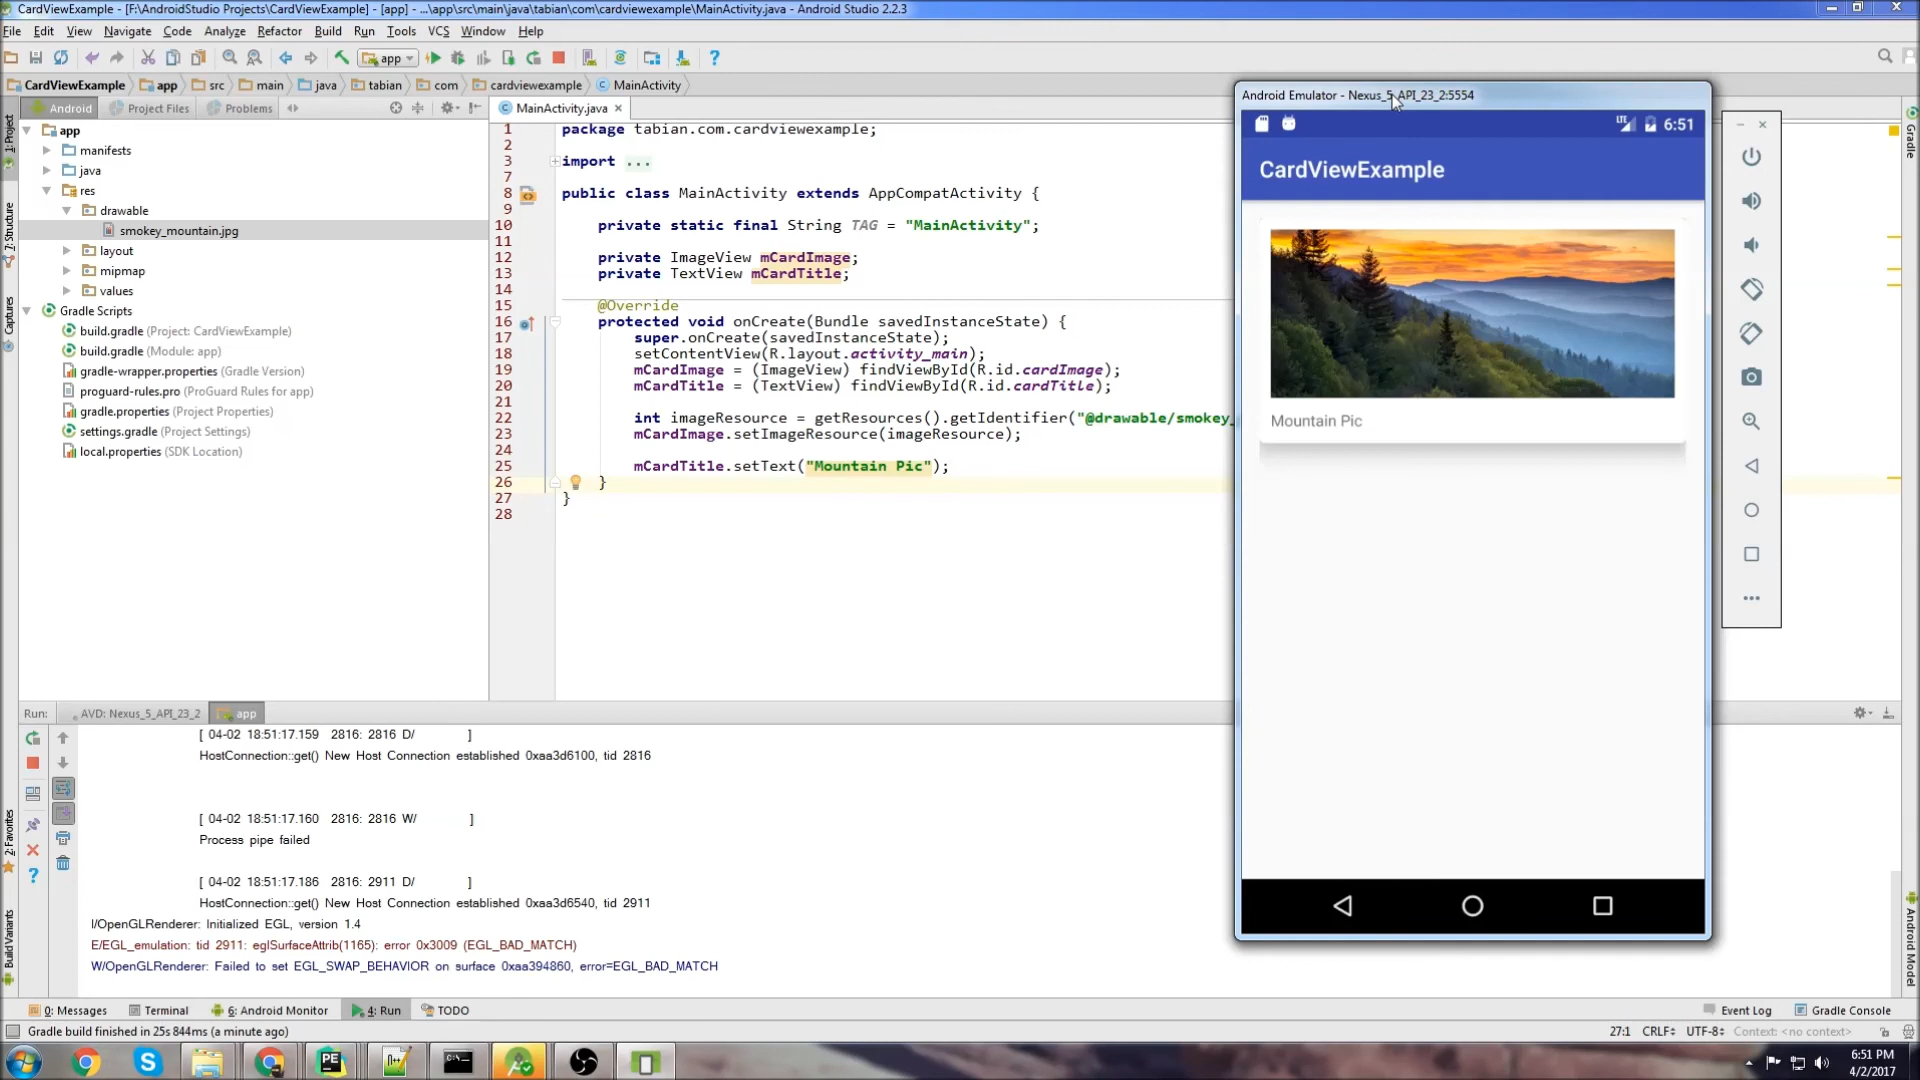 CardViewExample - [F:\AndroidStudio Projects\CardViewExample] - [app] - ...\app\src\main\java\tabian\com\cardviewexample\MainActivity.java - Android Studio 2.2.3
File Edit View Navigate Code Analyze Refactor Build Run Tools VCS Window Help
app
CardViewExample app src main java tabian com cardviewexample MainActivity
Android Project Files Problems
MainActivity.java
1: Project
7: Structure
Captures
2: Favorites
Build Variants
app
manifests
java
res
drawable
smokey_mountain.jpg
layout
mipmap
values
Gradle Scripts
build.gradle (Project: CardViewExample)
build.gradle (Module: app)
gradle-wrapper.properties (Gradle Version)
proguard-rules.pro (ProGuard Rules for app)
gradle.properties (Project Properties)
settings.gradle (Project Settings)
local.properties (SDK Location)
1 package tabian.com.cardviewexample;
2
3 import ...
7
8 public class MainActivity extends AppCompatActivity {
9
10 private static final String TAG = "MainActivity";
11
12 private ImageView mCardImage;
13 private TextView mCardTitle;
14
15 @Override
16 protected void onCreate(Bundle savedInstanceState) {
17 super.onCreate(savedInstanceState);
18 setContentView(R.layout.activity_main);
19 mCardImage = (ImageView) findViewById(R.id.cardImage);
20 mCardTitle = (TextView) findViewById(R.id.cardTitle);
21
22 int imageResource = getResources().getIdentifier("@drawable/smokey_
23 mCardImage.setImageResource(imageResource);
24
25 mCardTitle.setText("Mountain Pic");
26 }
27 }
28
Android Emulator - Nexus_5_API_23_2:5554
LTE 6:51
CardViewExample
Mountain Pic
Gradle
Android Model
Run: AVD: Nexus_5_API_23_2 app
[ 04-02 18:51:17.159 2816: 2816 D/ ]
HostConnection::get() New Host Connection established 0xaa3d6100, tid 2816
[ 04-02 18:51:17.160 2816: 2816 W/ ]
Process pipe failed
[ 04-02 18:51:17.186 2816: 2911 D/ ]
HostConnection::get() New Host Connection established 0xaa3d6540, tid 2911
I/OpenGLRenderer: Initialized EGL, version 1.4
E/EGL_emulation: tid 2911: eglSurfaceAttrib(1165): error 0x3009 (EGL_BAD_MATCH)
W/OpenGLRenderer: Failed to set EGL_SWAP_BEHAVIOR on surface 0xaa394860, error=EGL_BAD_MATCH
0: Messages Terminal 6: Android Monitor 4: Run TODO Event Log Gradle Console
Gradle build finished in 25s 844ms (a minute ago) 27:1 CRLF UTF-8 Context: <no context>
PE
6:51 PM
4/2/2017